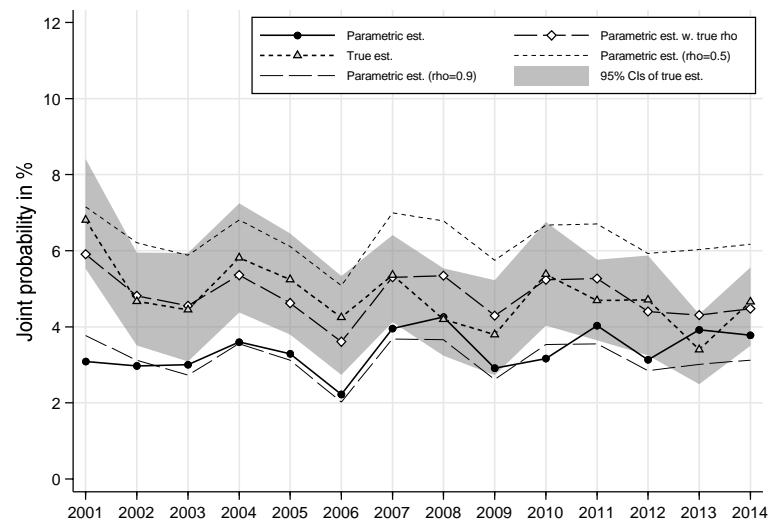 12
10
8
6
4
2
0
Joint probability in %
Parametric est.
True est.
Parametric est. (rho=0.9)
Parametric est. w. true rho
Parametric est. (rho=0.5)
95% CIs of true est.
2001 2002 2003 2004 2005 2006 2007 2008 2009 2010 2011 2012 2013 2014